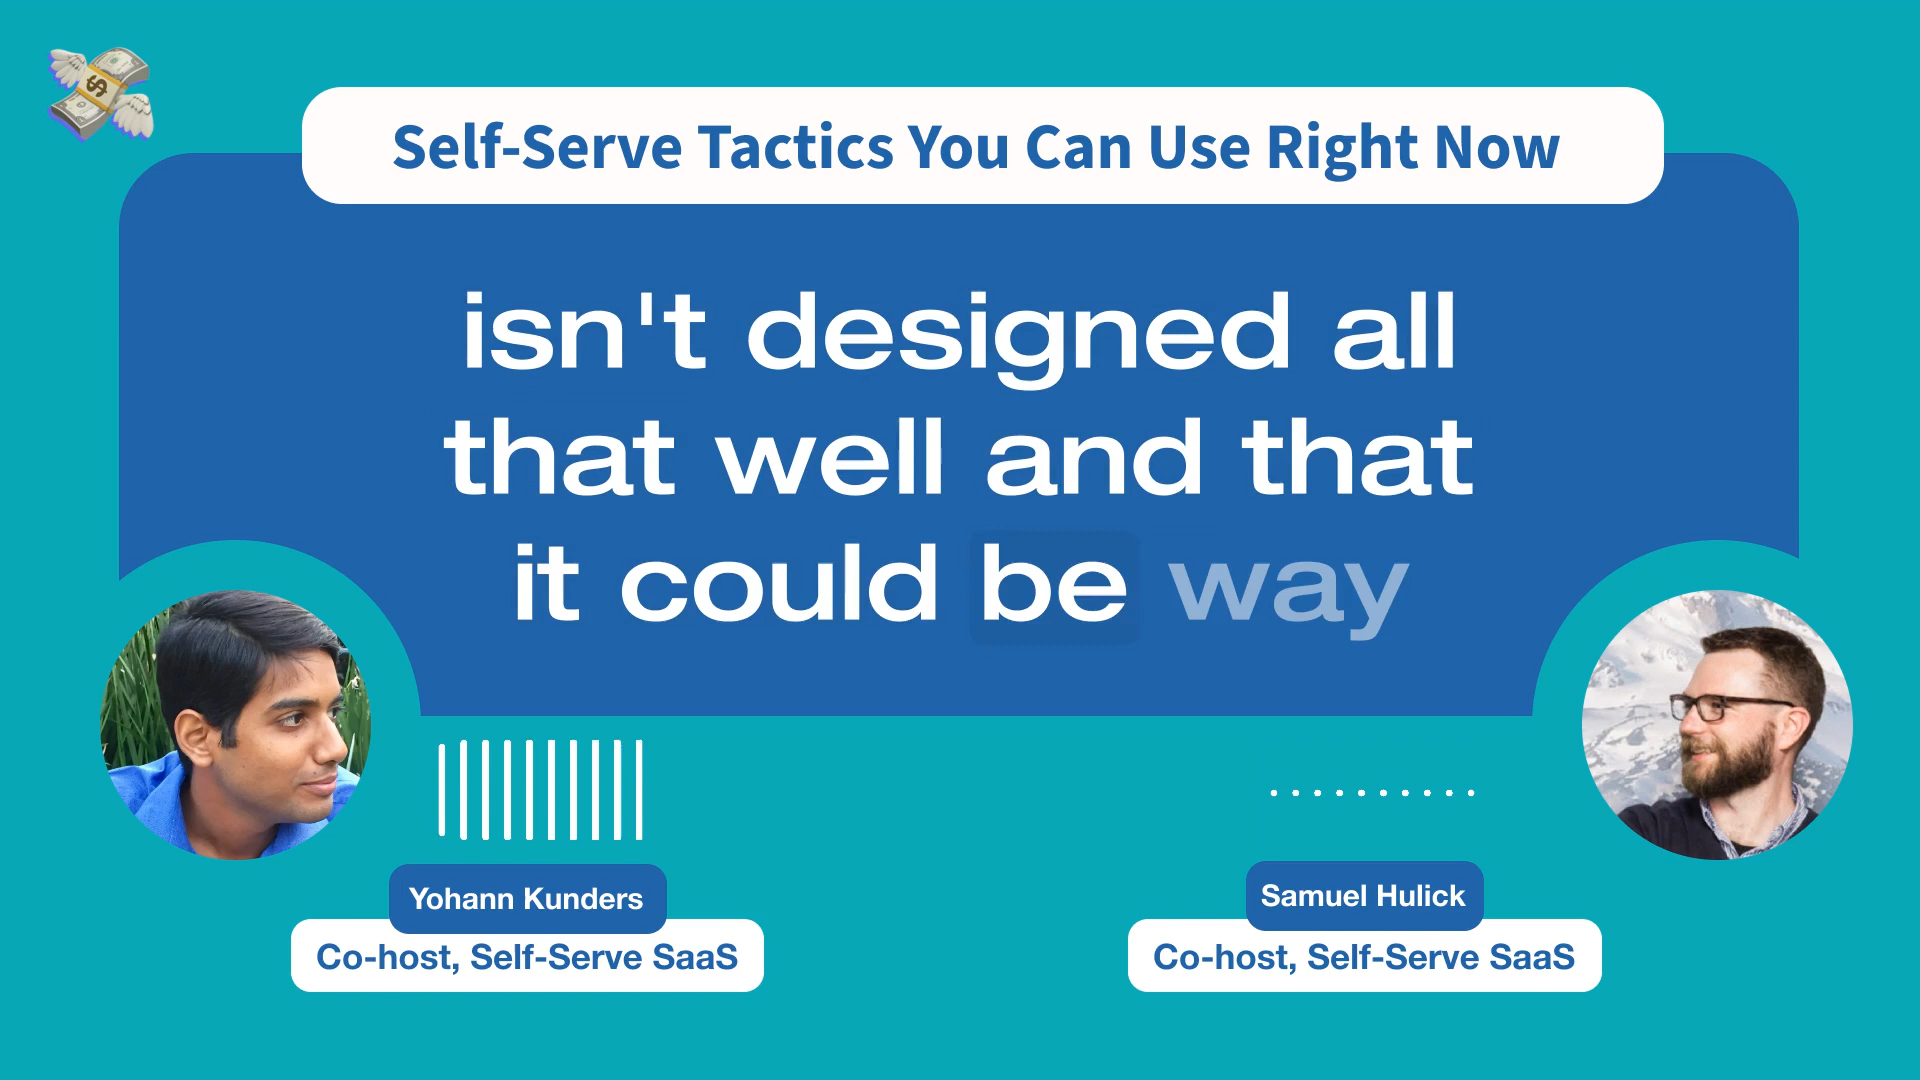 Self-Serve Tactics You Can Use Right Now
isn't designed all
that well and that
it could be way
Yohann Kunders
Co-host, Self-Serve SaaS
Samuel Hulick
Co-host, Self-Serve SaaS